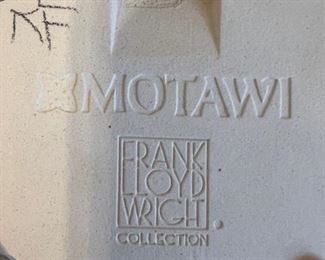 RF
MOTAWI
FRANK
LLOYD
WRIGHT
COLLECTION